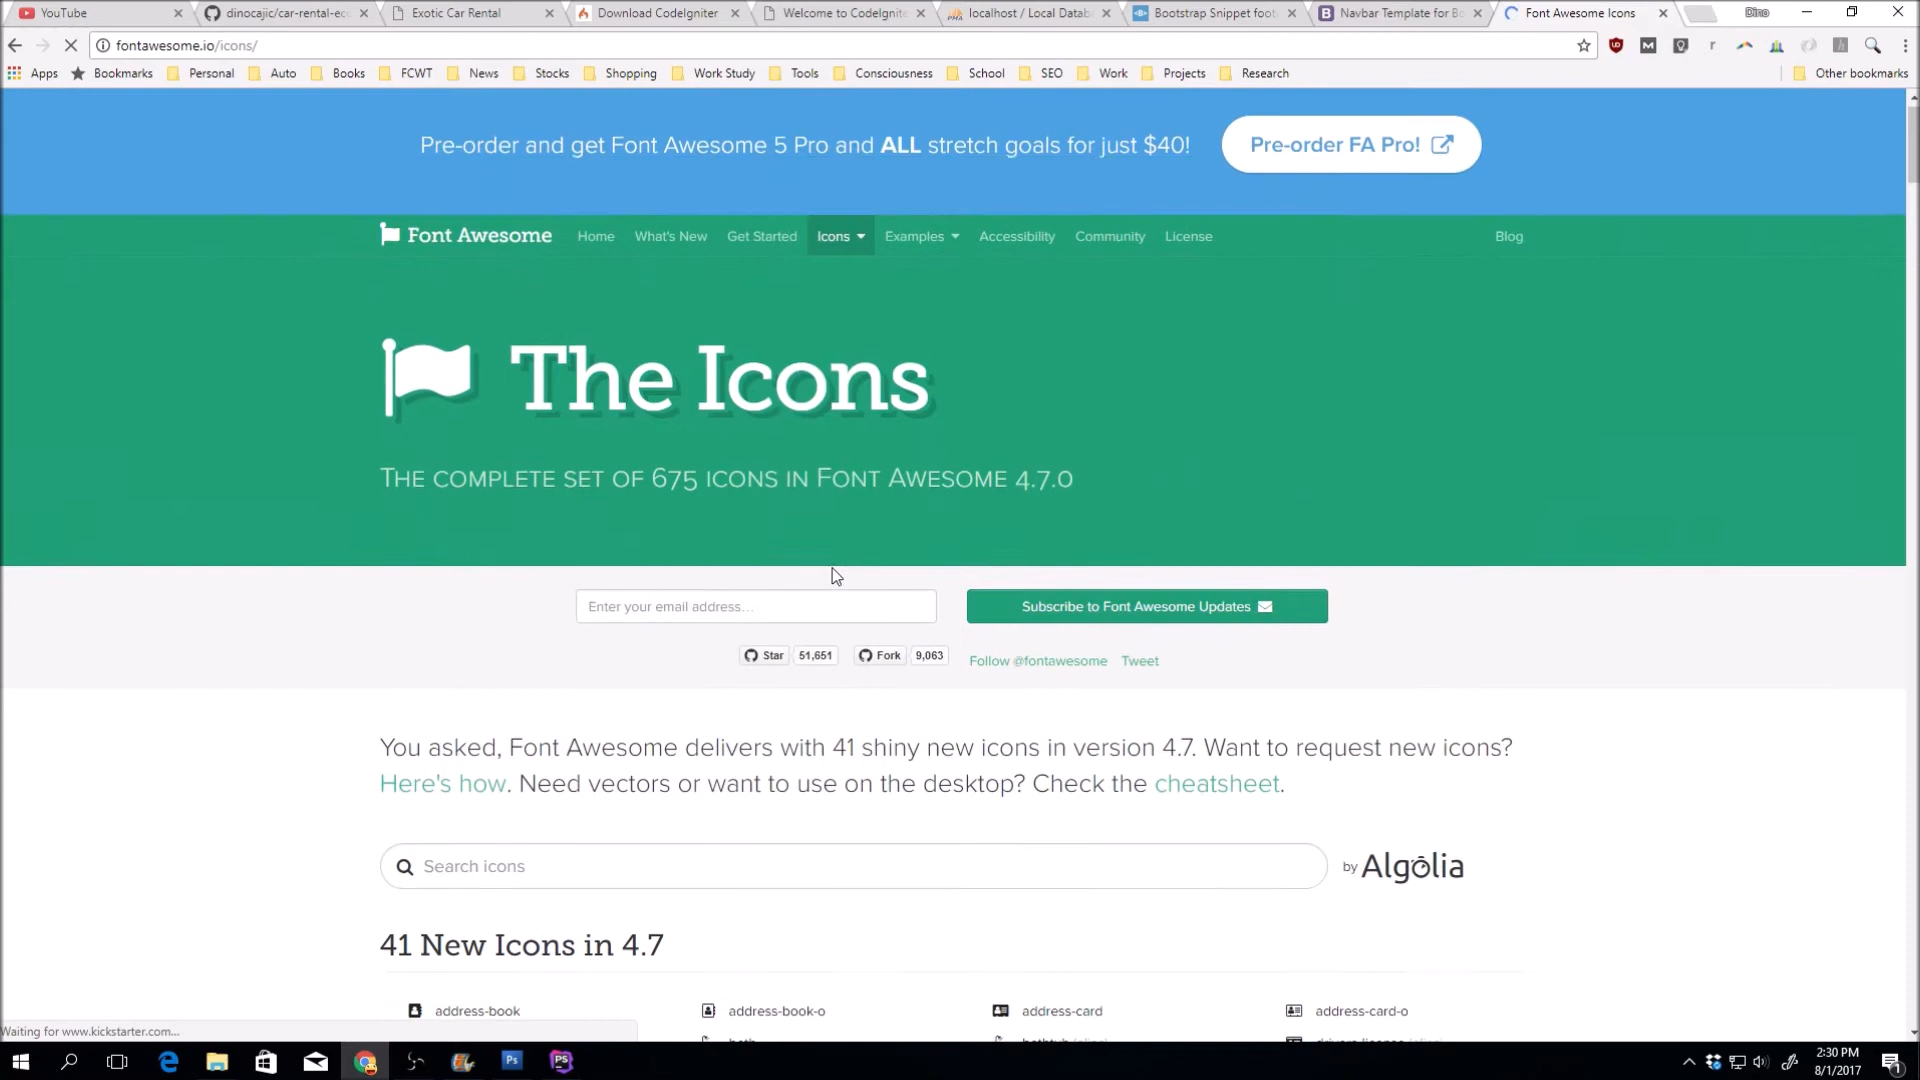 YouTube
dinocajic/car-rental-ec
Exotic Car Rental
Download CodeIgniter
Welcome to CodeIgnite
localhost / Local Datab
Bootstrap Snippet foot
Navbar Template for Bo
Font Awesome Icons
Dino
fontawesome.io/icons/
Apps
Bookmarks
Personal
Auto
Books
FCWT
News
Stocks
Shopping
Work Study
Tools
Consciousness
School
SEO
Work
Projects
Research
Other bookmarks
Pre-order and get Font Awesome 5 Pro and ALL stretch goals for just $40!
Pre-order FA Pro!
Font Awesome
Home
What's New
Get Started
Icons
Examples
Accessibility
Community
License
Blog
The Icons
The complete set of 675 icons in Font Awesome 4.7.0
Enter your email address...
Subscribe to Font Awesome Updates
Star
51,651
Fork
9,063
Follow @fontawesome
Tweet
You asked, Font Awesome delivers with 41 shiny new icons in version 4.7. Want to request new icons?
Here's how. Need vectors or want to use on the desktop? Check the cheatsheet.
Search icons
by Algolia
41 New Icons in 4.7
address-book
address-book-o
address-card
address-card-o
Waiting for www.kickstarter.com...
2:30 PM
8/1/2017